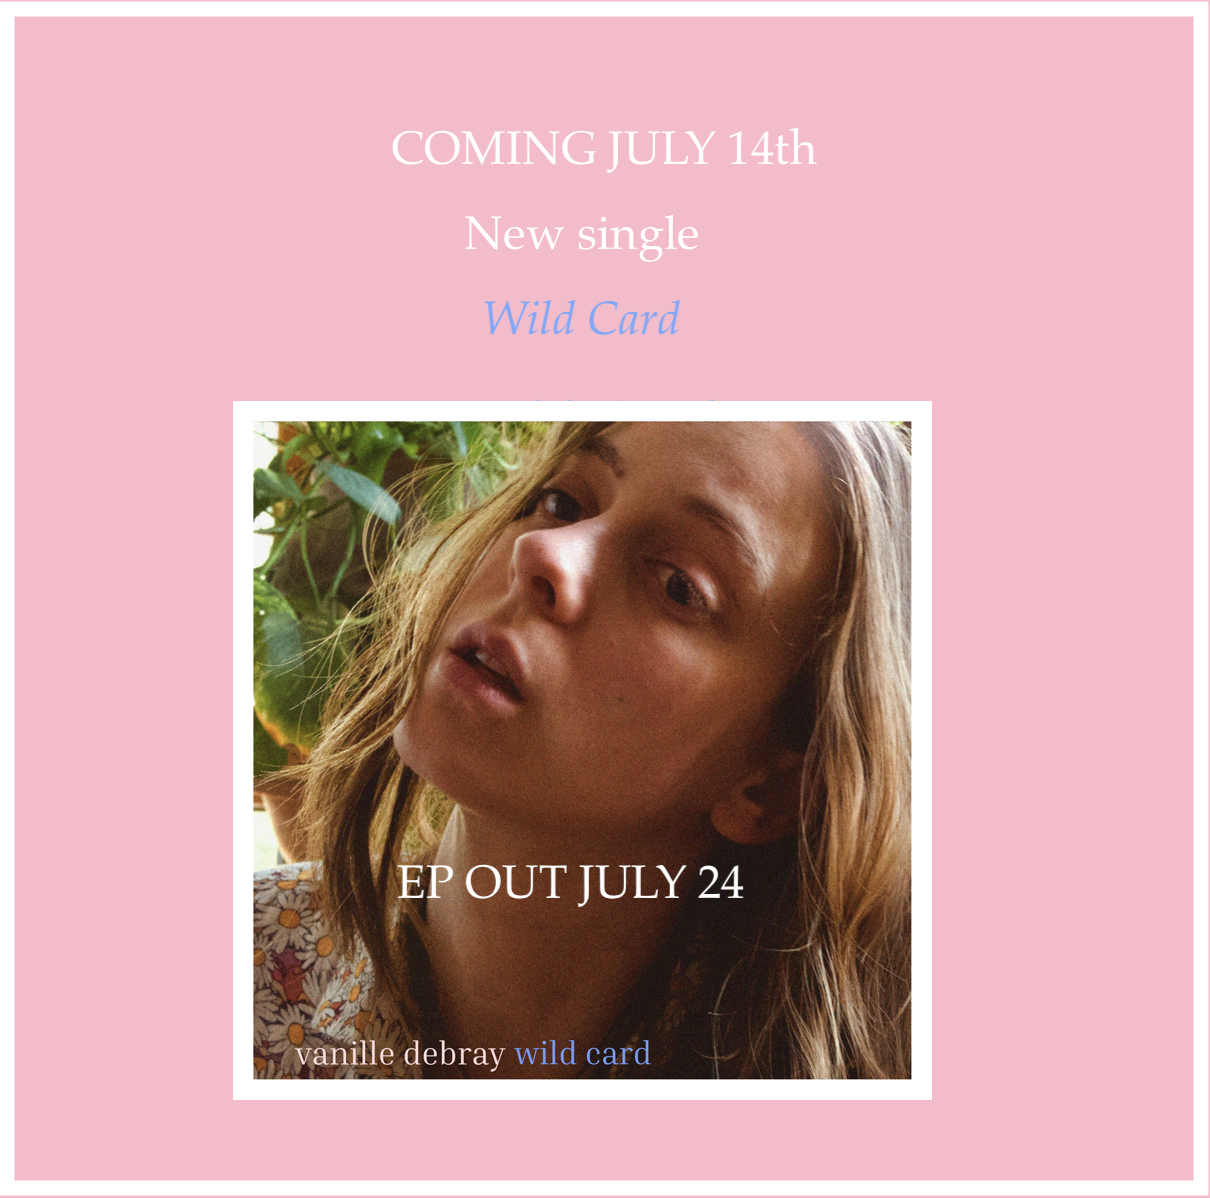 COMING JULY 14th
New single
Wild Card
EP OUT JULY 24
vanille debray wild card